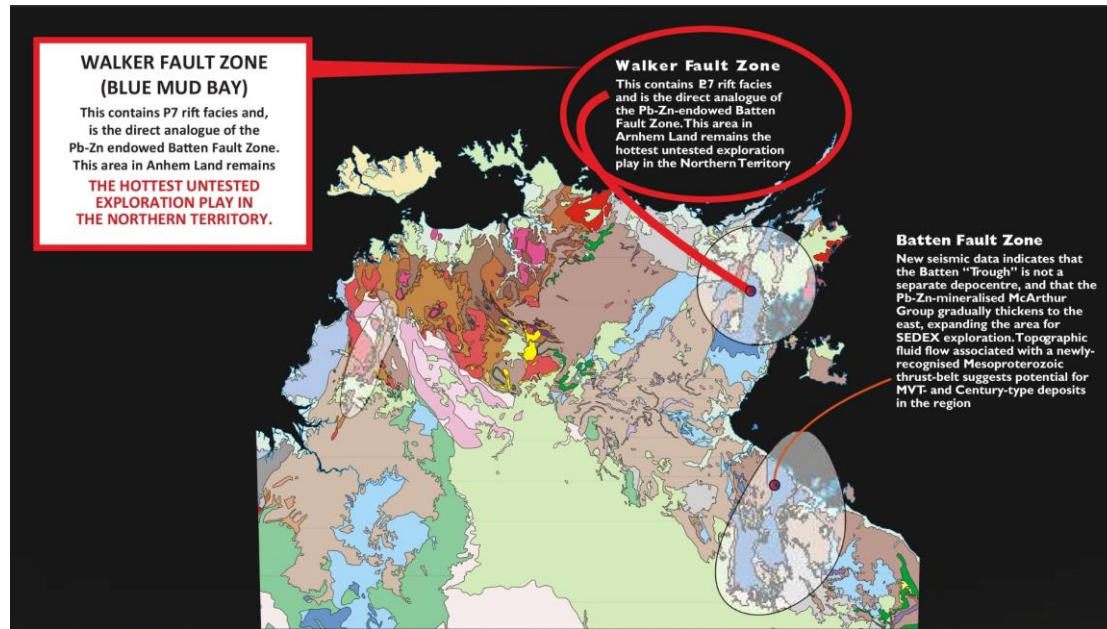 WALKER FAULT ZONE
(BLUE MUD BAY)
This contains P7 rift facies and,
is the direct analogue of the
Pb-Zn endowed Batten Fault Zone.
This area in Anhem Land remains
THE HOTTEST UNTESTED
EXPLORATION PLAY IN
THE NORTHERN TERRITORY.
Walker Fault Zone
This contains P7 rift facies
and is the direct analogue of
the Pb-Zn-endowed Batten
Fault Zone. This area in
Arnhem Land remains the
hottest untested exploration
play in the Northern Territory
Batten Fault Zone
New seismic data indicates that
the Batten “Trough” is not a
separate depocentre, and that the
Pb-Zn-mineralised McArthur
Group gradually thickens to the
east, expanding the area for
SEDEX exploration. Topographic
fluid flow associated with a newly-
recognised Mesoproterozoic
thrust-belt suggests potential for
MVT- and Century-type deposits
in the region